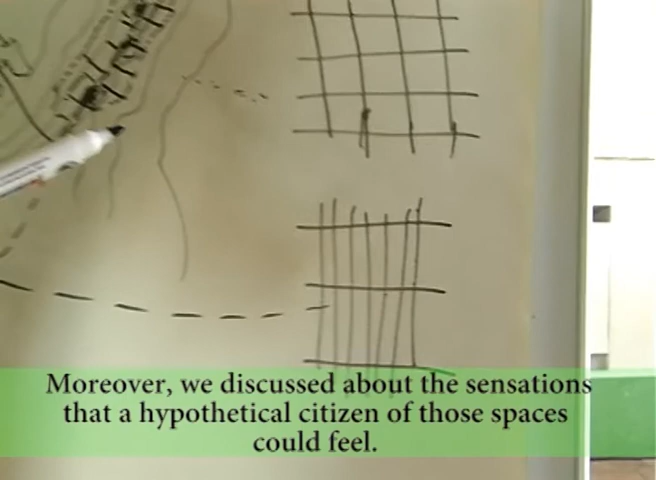 Moreover, we discussed about the sensations
that a hypothetical citizen of those spaces
could feel.